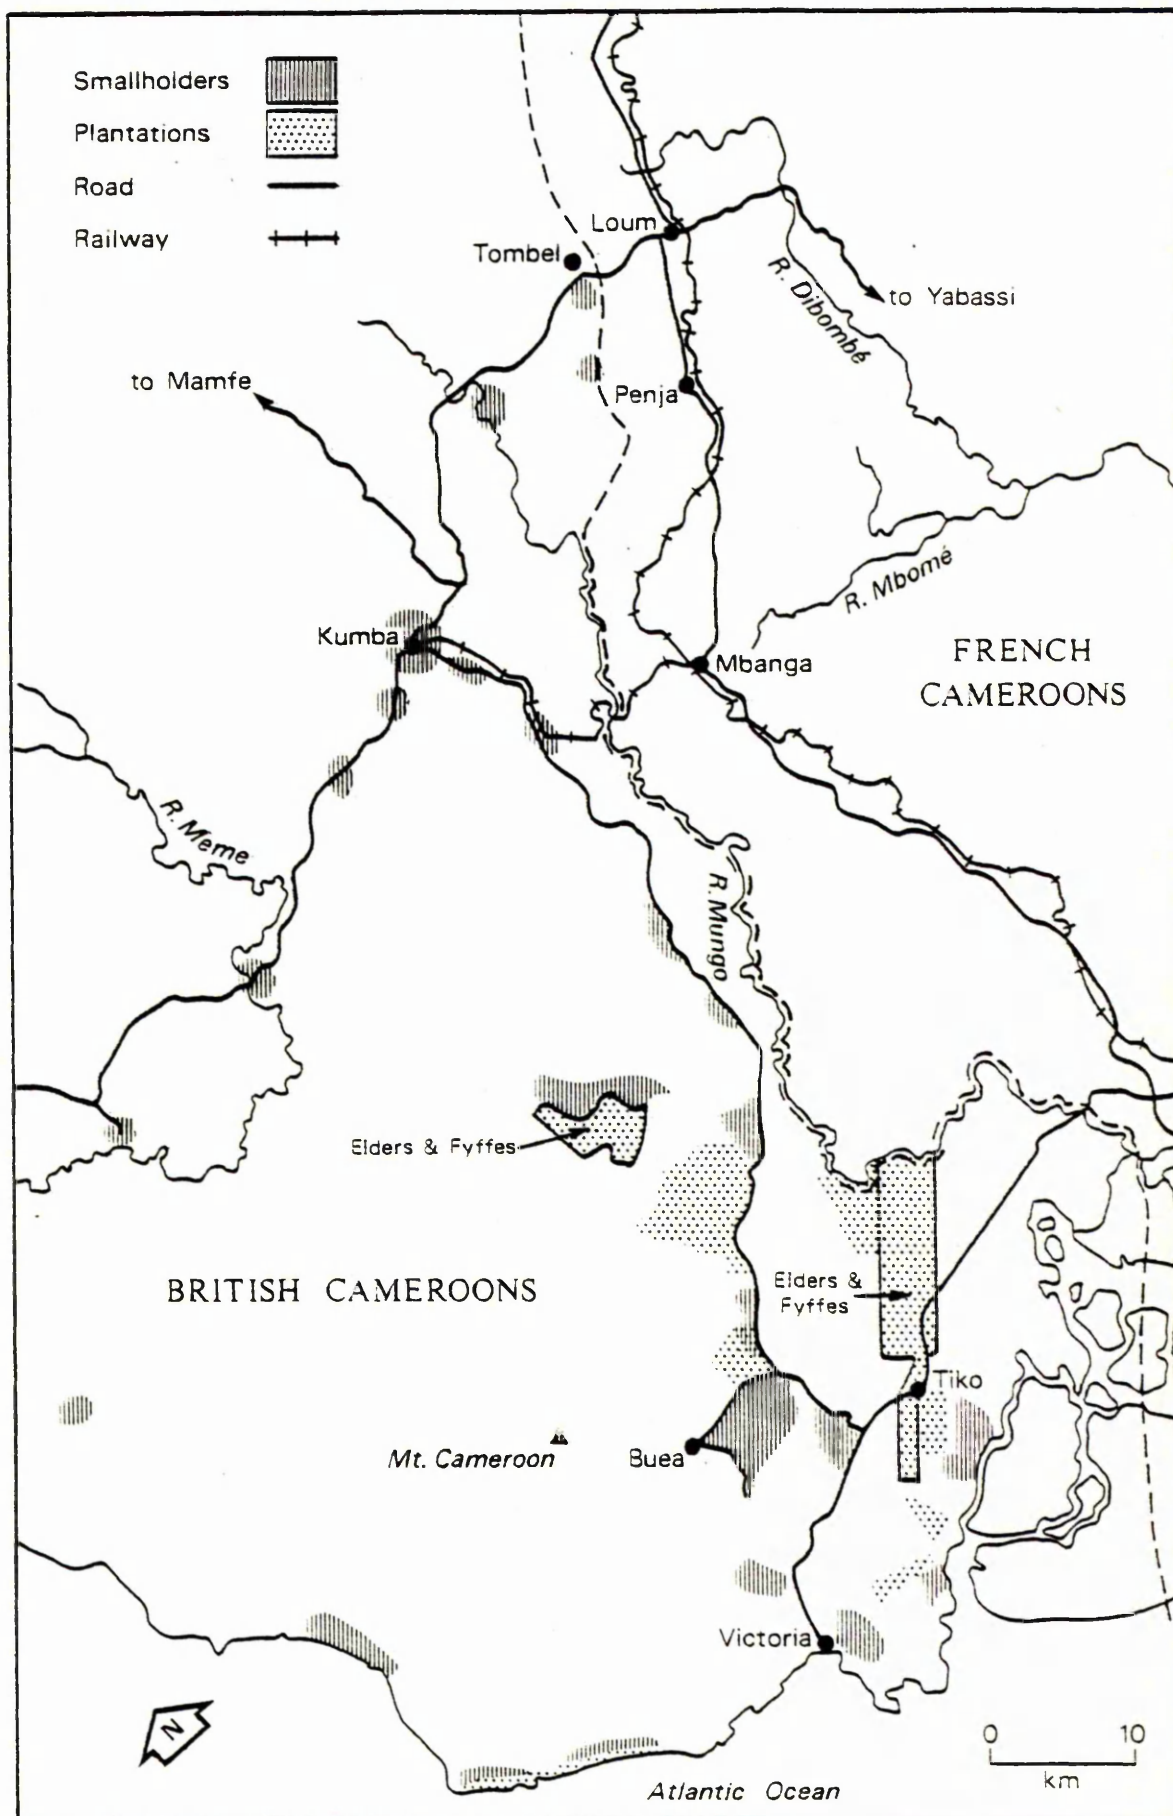 Smallholders
Plantations
Road
Railway
Loum
Tombel
R. Dibombé
to Yabassi
to Mamfe
Penja
R. Mbomé
Kumba
Mbanga
FRENCH
CAMEROONS
R. Meme
R. Mungo
Elders & Fyffes
BRITISH CAMEROONS
Elders &
Fyffes
Tiko
Mt. Cameroon
Buea
Victoria
N
0 10
km
Atlantic Ocean